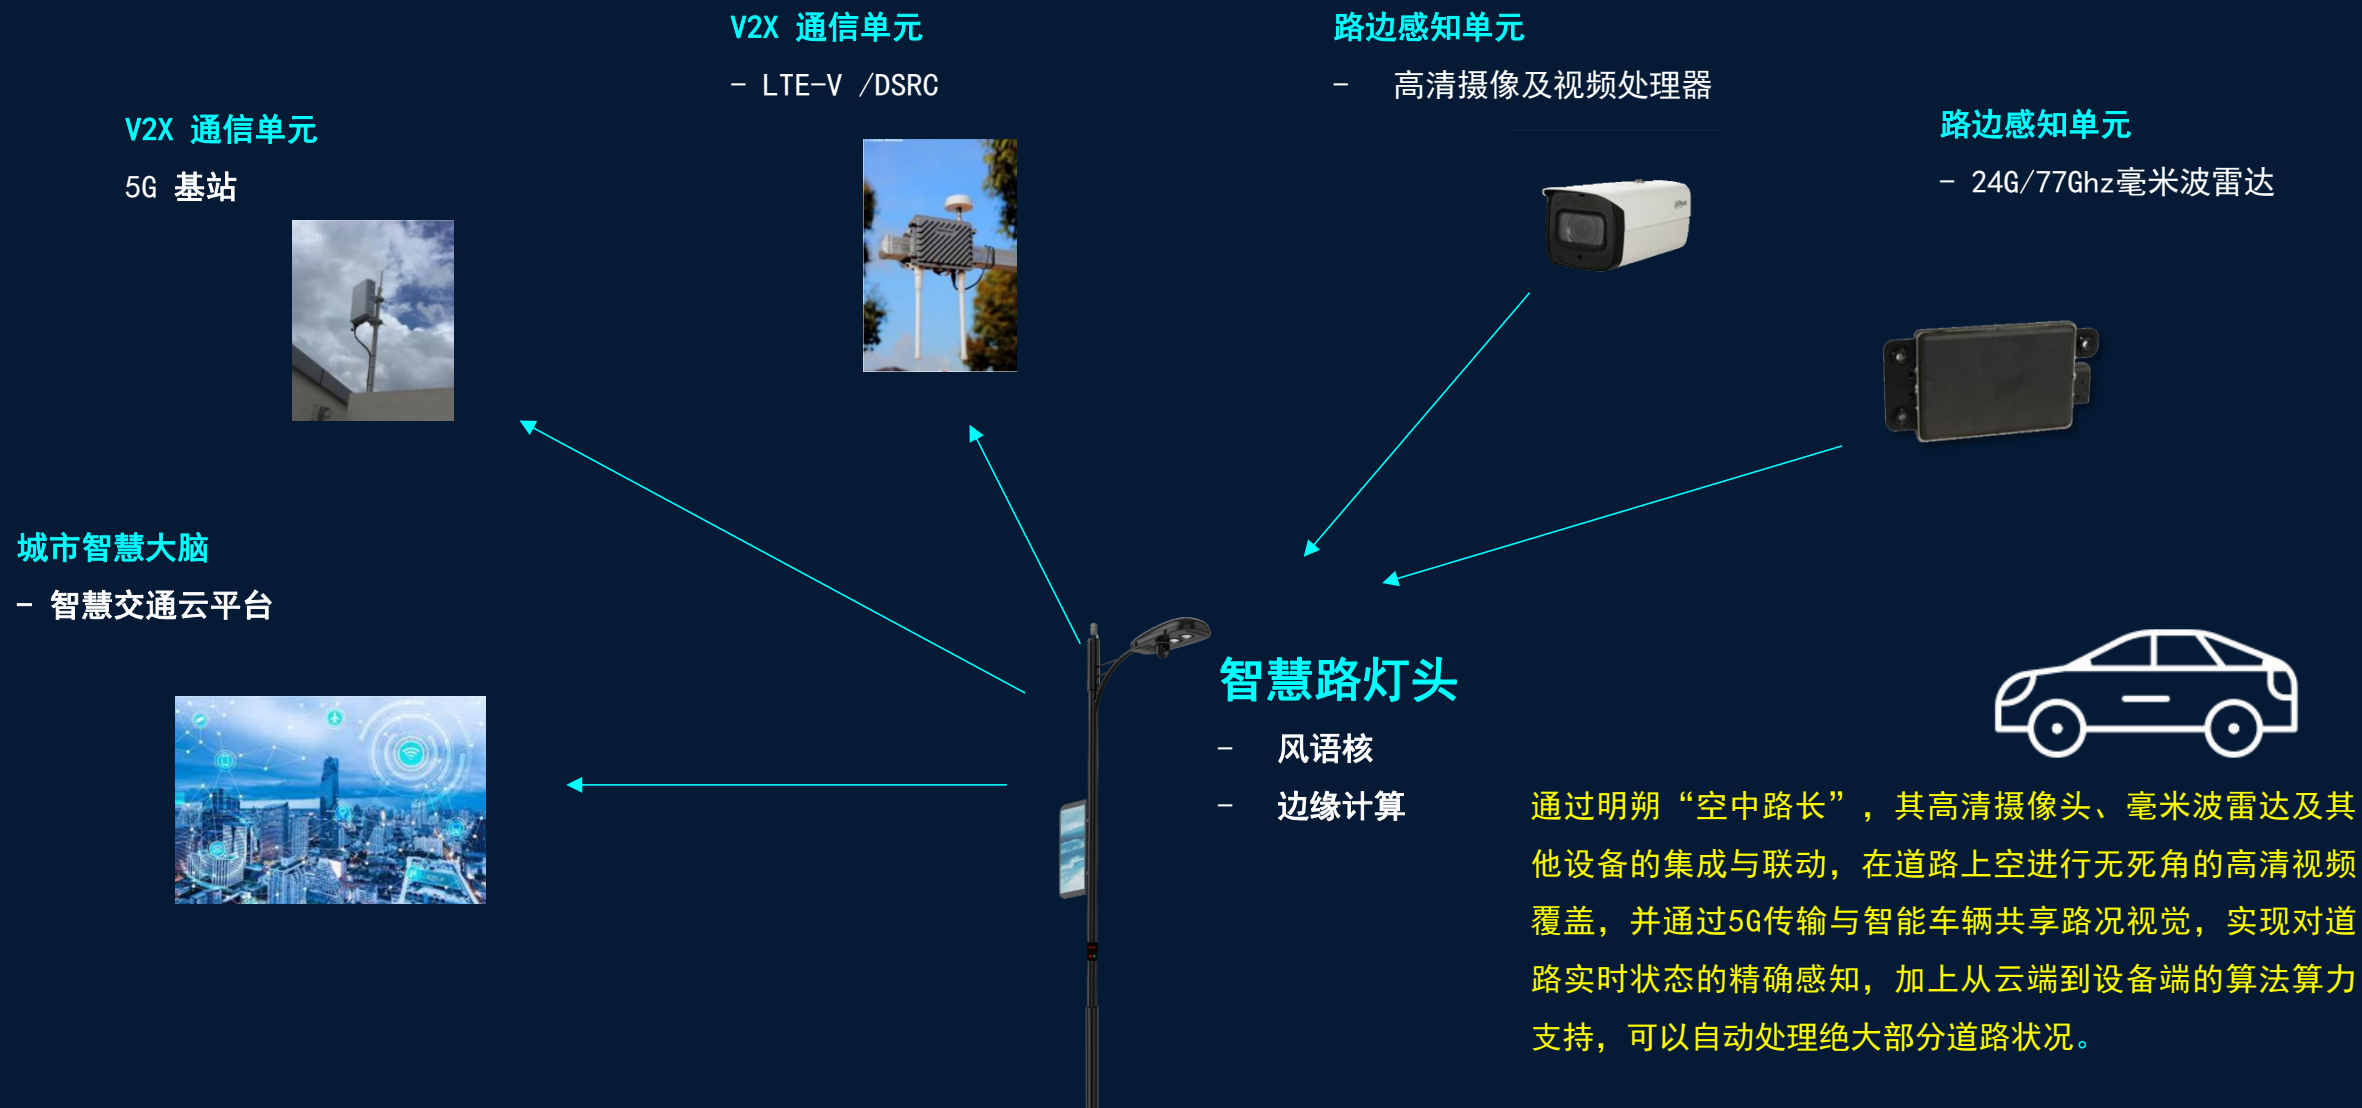 V2X 通信单元
- LTE-V /DSRC
路边感知单元
- 高清摄像及视频处理器
V2X 通信单元
5G 基站
路边感知单元
- 24G/77Ghz毫米波雷达
城市智慧大脑
- 智慧交通云平台
智慧路灯头
- 风语核
- 边缘计算
通过明朔“空中路长”，其高清摄像头、毫米波雷达及其
他设备的集成与联动，在道路上空进行无死角的高清视频
覆盖，并通过5G传输与智能车辆共享路况视觉，实现对道
路实时状态的精确感知，加上从云端到设备端的算法算力
支持，可以自动处理绝大部分道路状况。